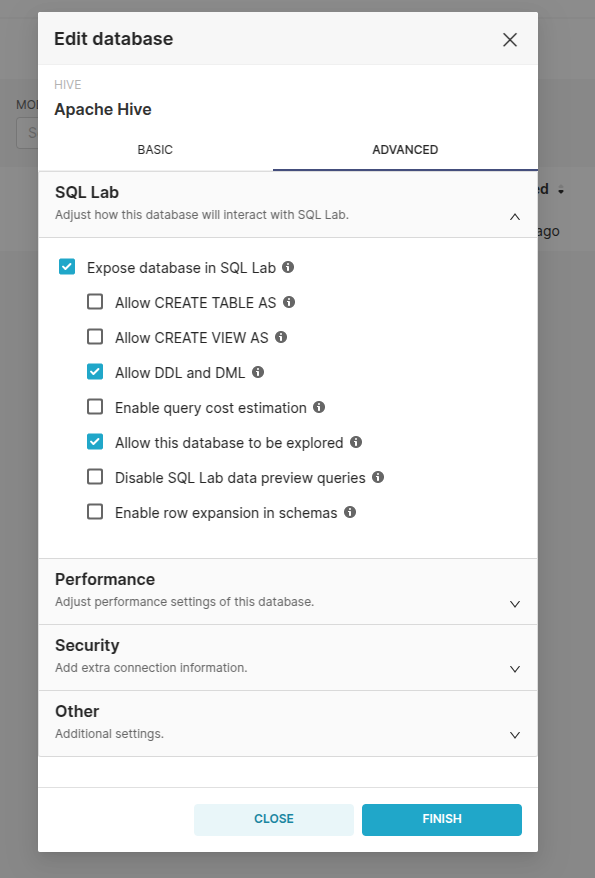 Edit database
HIVE
MO
Apache Hive
S
BASIC ADVANCED
SQL Lab
ed
Adjust how this database will interact with SQL Lab.
ago
Expose database in SQL Lab
Allow CREATE TABLE AS
Allow CREATE VIEW AS
Allow DDL and DML
Enable query cost estimation
Allow this database to be explored
Disable SQL Lab data preview queries
Enable row expansion in schemas
Performance
Adjust performance settings of this database.
Security
Add extra connection information.
Other
Additional settings.
CLOSE FINISH